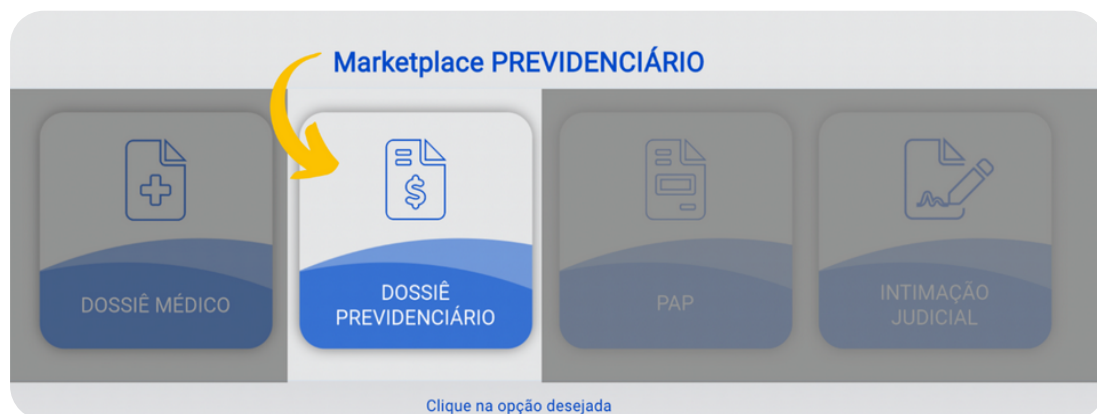 Marketplace PREVIDENCIÁRIO
DOSSIÊ MÉDICO
DOSSIÊ
PREVIDENCIÁRIO
PAP
INTIMAÇÃO
JUDICIAL
Clique na opção desejada